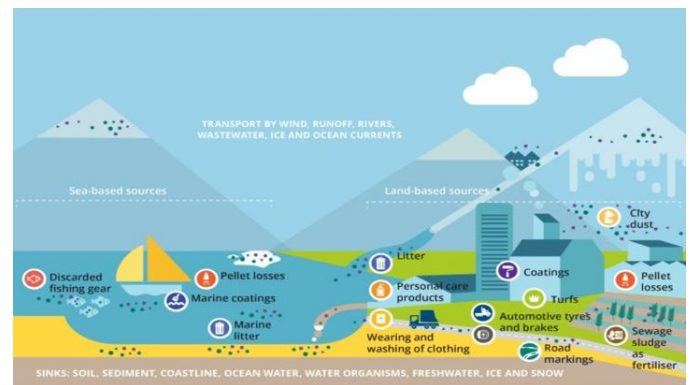 TRANSPORT BY WIND, RUNOFF, RIVERS,
WASTEWATER, ICE AND OCEAN CURRENTS
Sea-based sources
Land-based sources
City
dust
Discarded
fishing gear
Pellet losses
Marine coatings
Marine
litter
Litter
Personal care
products
Wearing and
washing of clothing
Coatings
Turfs
Automotive tyres
and brakes
Road
markings
Pellet
losses
Sewage
sludge
as
fertiliser
SINKS: SOIL, SEDIMENT, COASTLINE, OCEAN WATER, WATER ORGANISMS, FRESHWATER, ICE AND SNOW